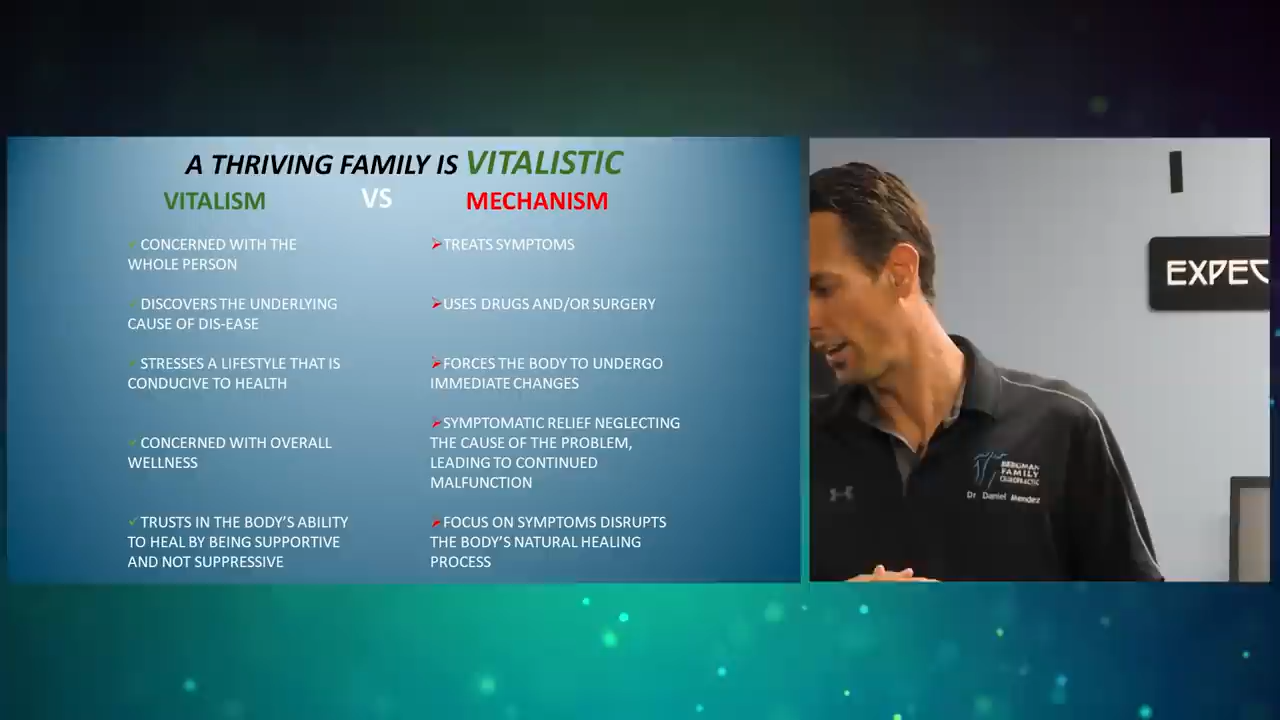 A THRIVING FAMILY IS VITALISTIC
VITALISM
VS
MECHANISM
CONCERNED WITH THE
WHOLE PERSON
DISCOVERS THE UNDERLYING
CAUSE OF DIS-EASE
STRESSES A LIFESTYLE THAT IS
CONDUCIVE TO HEALTH
CONCERNED WITH OVERALL
WELLNESS
TRUSTS IN THE BODY'S ABILITY
TO HEAL BY BEING SUPPORTIVE
AND NOT SUPPRESSIVE
TREATS SYMPTOMS
USES DRUGS AND/OR SURGERY
FORCES THE BODY TO UNDERGO
IMMEDIATE CHANGES
SYMPTOMATIC RELIEF NEGLECTING
THE CAUSE OF THE PROBLEM,
LEADING TO CONTINUED
MALFUNCTION
FOCUS ON SYMPTOMS DISRUPTS
THE BODY'S NATURAL HEALING
PROCESS
EXPEC
BERGMAN
FAMILY
CHIROPRACTIC
Dr Daniel Mendez